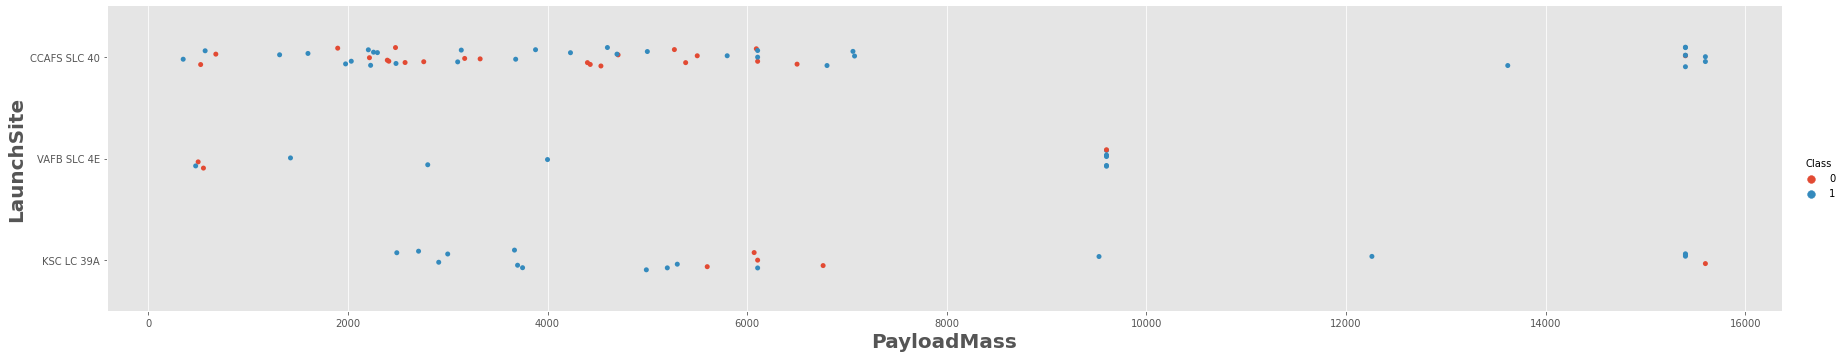 LaunchSite
CCAFS SLC 40
VAFB SLC 4E
KSC LC 39A
0 2000 4000 6000 8000 10000 12000 14000 16000
PayloadMass
Class
0
1